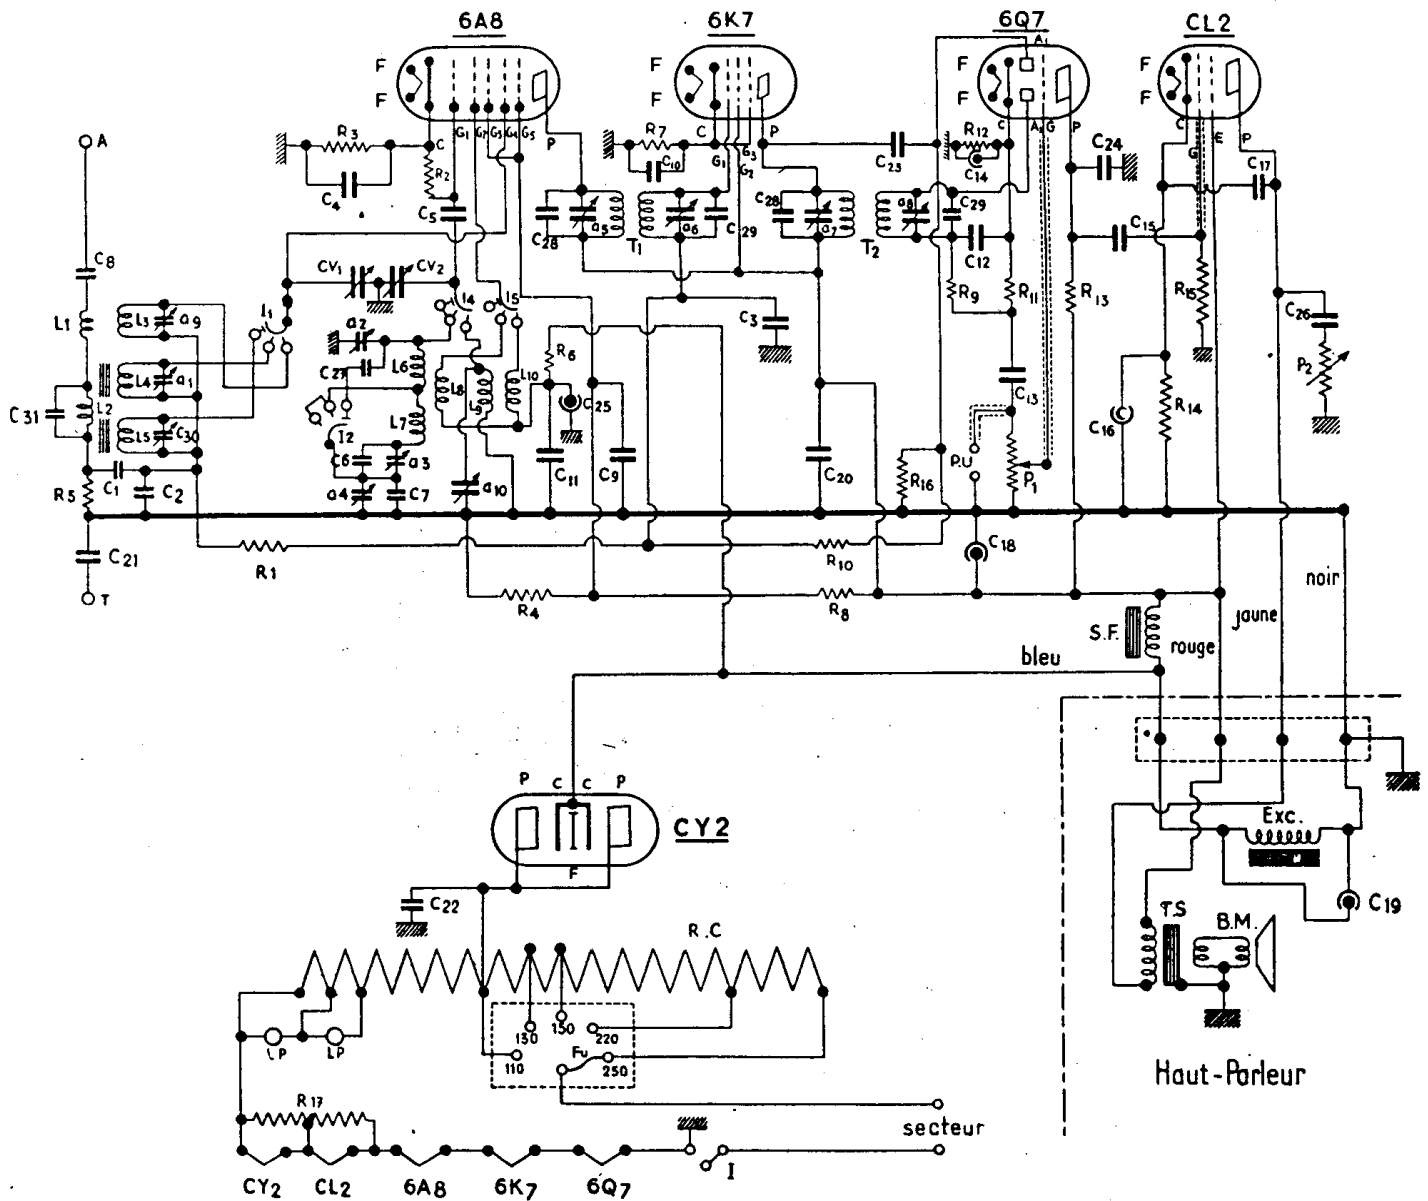 6A8 6K7 6Q7 CL2
A1
F F F F
F F F F
A R3 C G1 G2 G3 G4 G5 P R7 C G1 G3 P R12 C A2 G P C24 C G E P
C4 R2 C10 G2 C23 C14 C17
C5 C28 a5 a6 C29 C28 a7 a8 C29 C15
T1 T2 C12
C8 CV1 CV2 R9 R11 R13 R15
L1 L3 a9 I1 I4 I5 C3 C26
a2 R6 P2
L4 a1 C27 L6 L8 L9 L10 C25 C13 R14
C31 L2 L7 C16
L5 C30 I2
C6 a3 P.U
R5 C1 C2 a4 C7 a10 C11 C9 C20 R16 P1
C21 R1 R10 C18
T R4 R8 noir
jaune
S.F. rouge
bleu
P C C P
CY2 Exc.
F
C22 C19
R.C T.S B.M.
LP LP 130 150 220
Fu
110 250
Haut-Parleur
R17
secteur
I
CY2 CL2 6A8 6K7 6Q7